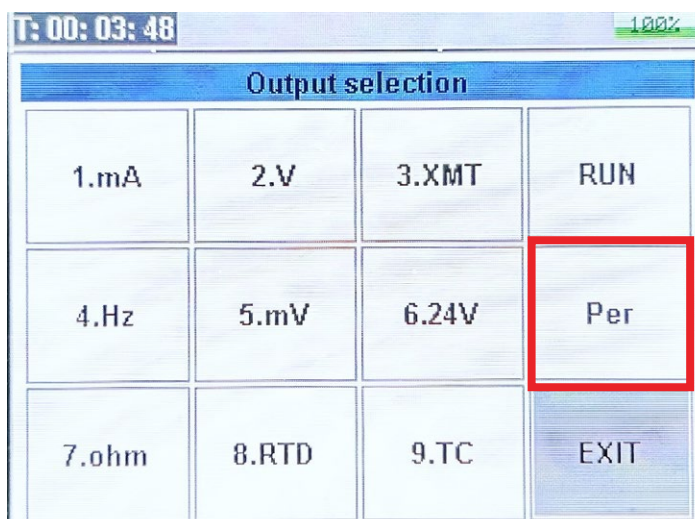 T: 00: 03: 48 100%
Output selection
1.mA 2.V 3.XMT RUN
4.Hz 5.mV 6.24V Per
7.ohm 8.RTD 9.TC EXIT